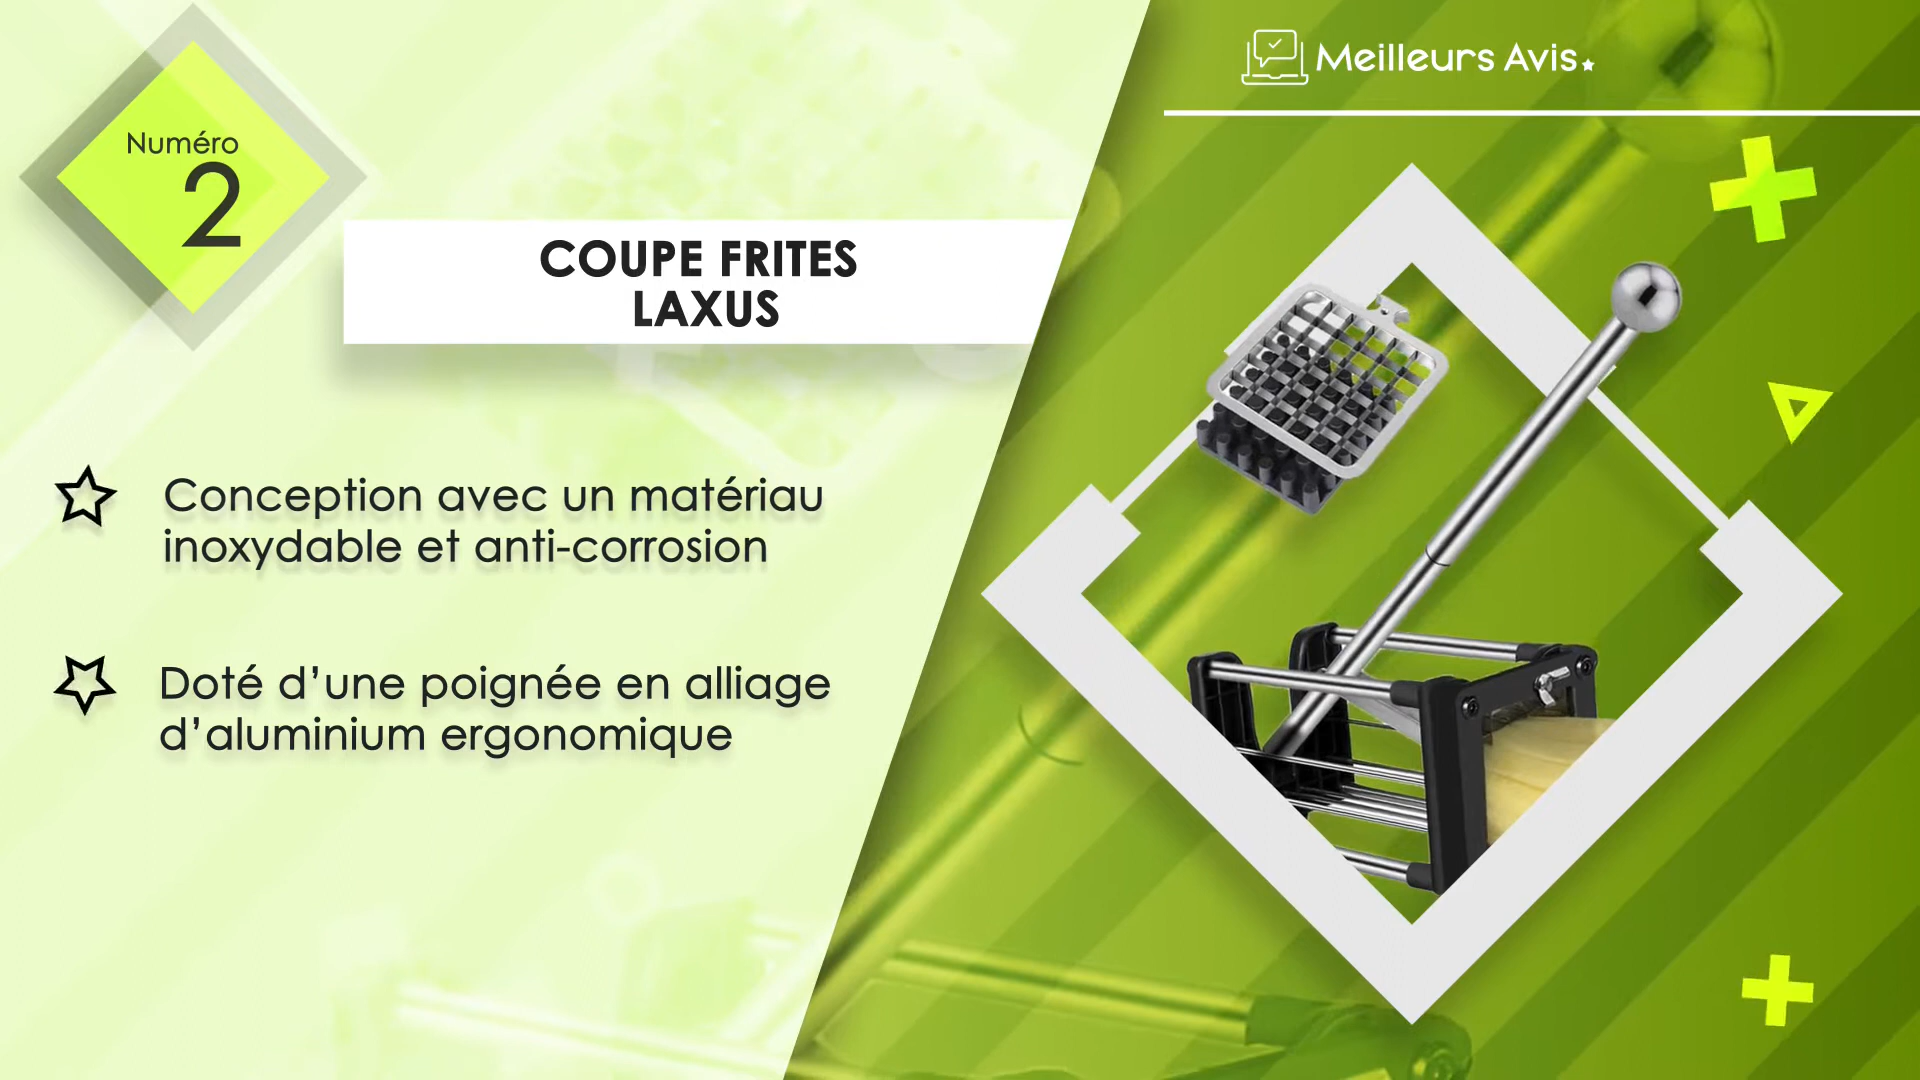 Meilleurs Avis
Numéro
2
COUPE FRITES
LAXUS
Conception avec un matériau
inoxydable et anti-corrosion
Doté d’une poignée en alliage
d’aluminium ergonomique